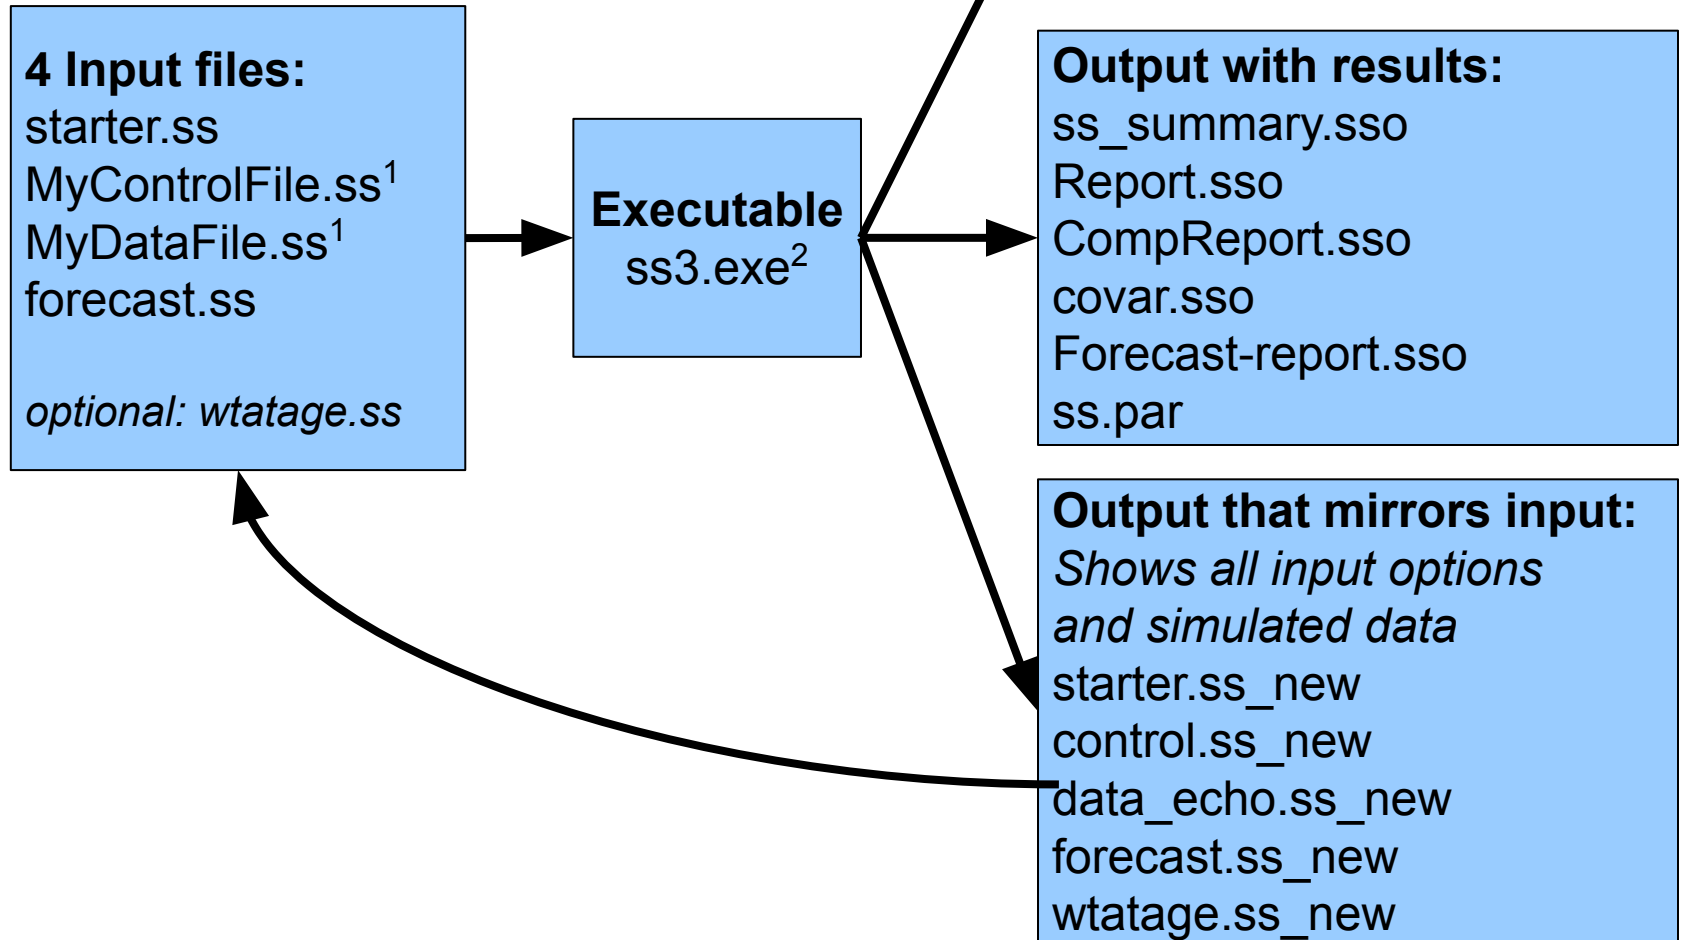 4 Input files:
starter.ss
MyControlFile.ss¹
MyDataFile.ss¹
forecast.ss
optional: wtatage.ss
Executable
ss3.exe²
Output with results:
ss_summary.sso
Report.sso
CompReport.sso
covar.sso
Forecast-report.sso
ss.par
Output that mirrors input:
Shows all input options
and simulated data
starter.ss_new
control.ss_new
data_echo.ss_new
forecast.ss_new
wtatage.ss_new